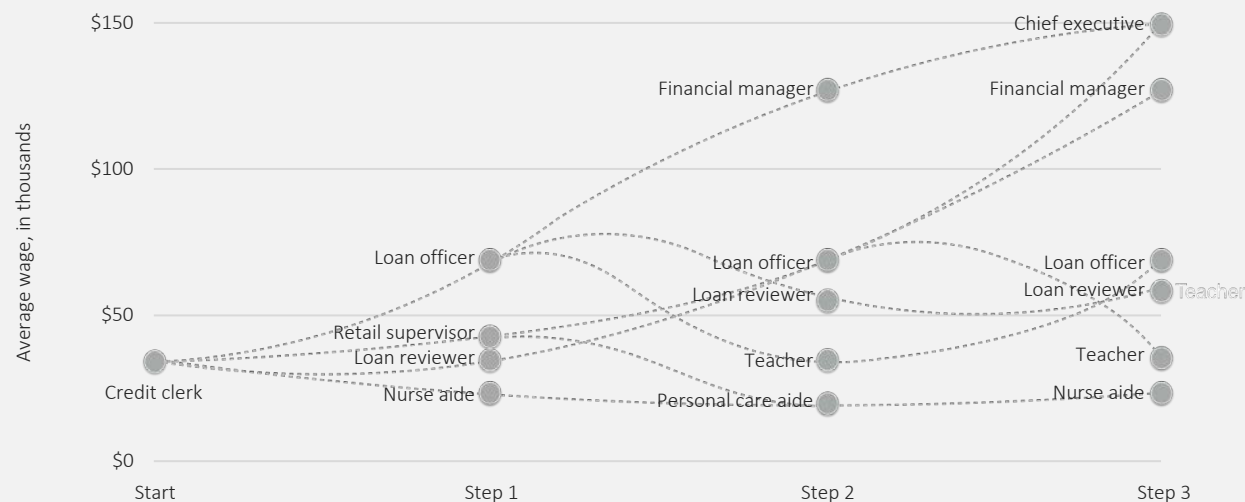 $150
$100
$50
$0
Average wage, in thousands
Start
Step 1
Step 2
Step 3
Credit clerk
Loan officer
Retail supervisor
Loan reviewer
Nurse aide
Financial manager
Loan officer
Loan reviewer
Teacher
Personal care aide
Chief executive
Financial manager
Loan officer
Loan reviewer
Teacher
Teacher
Nurse aide